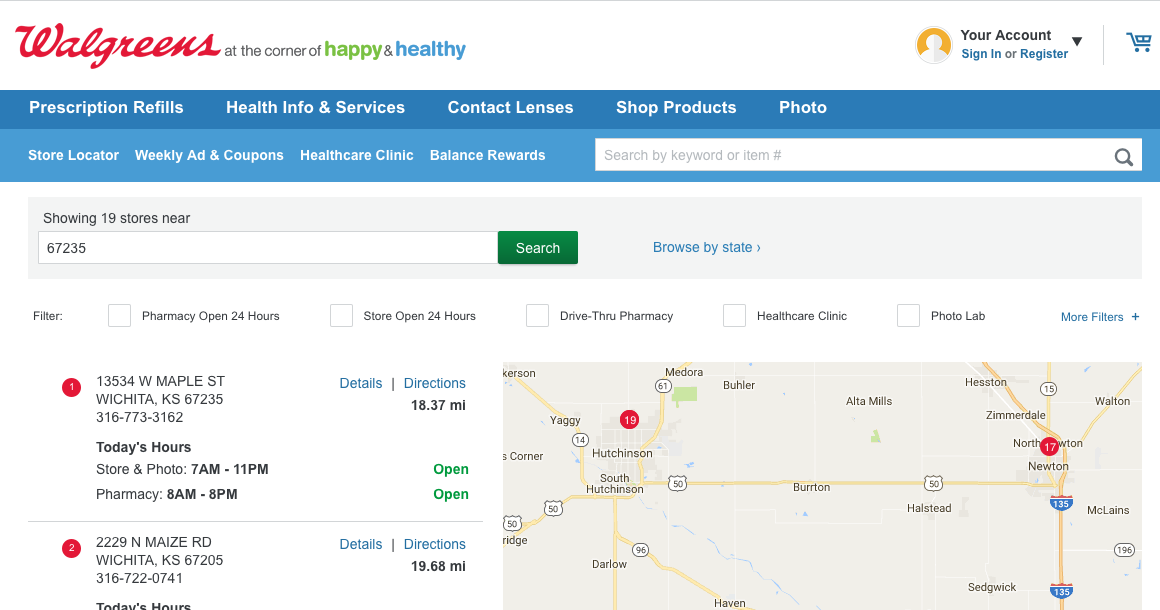 Walgreens at the corner of happy & healthy
Your Account ▼
Sign In or Register
Prescription Refills Health Info & Services Contact Lenses Shop Products Photo
Store Locator Weekly Ad & Coupons Healthcare Clinic Balance Rewards Search by keyword or item #
Showing 19 stores near
67235 Search Browse by state ›
Filter: Pharmacy Open 24 Hours Store Open 24 Hours Drive-Thru Pharmacy Healthcare Clinic Photo Lab More Filters +
1 13534 W MAPLE ST Details | Directions
WICHITA, KS 67235 18.37 mi
316-773-3162
Today's Hours
Store & Photo: 7AM - 11PM Open
Pharmacy: 8AM - 8PM Open
2 2229 N MAIZE RD Details | Directions
WICHITA, KS 67205 19.68 mi
316-722-0741
Today's Hours
kerson
Medora
61
Buhler
Hesston
15
Alta Mills
Walton
Zimmerdale
Yaggy
19
14
17
Newton
s Corner
Hutchinson
South
Hutchinson
50
Burrton
50
50
50
ridge
135
Halstead
McLains
96
196
Darlow
Sedgwick
135
Haven